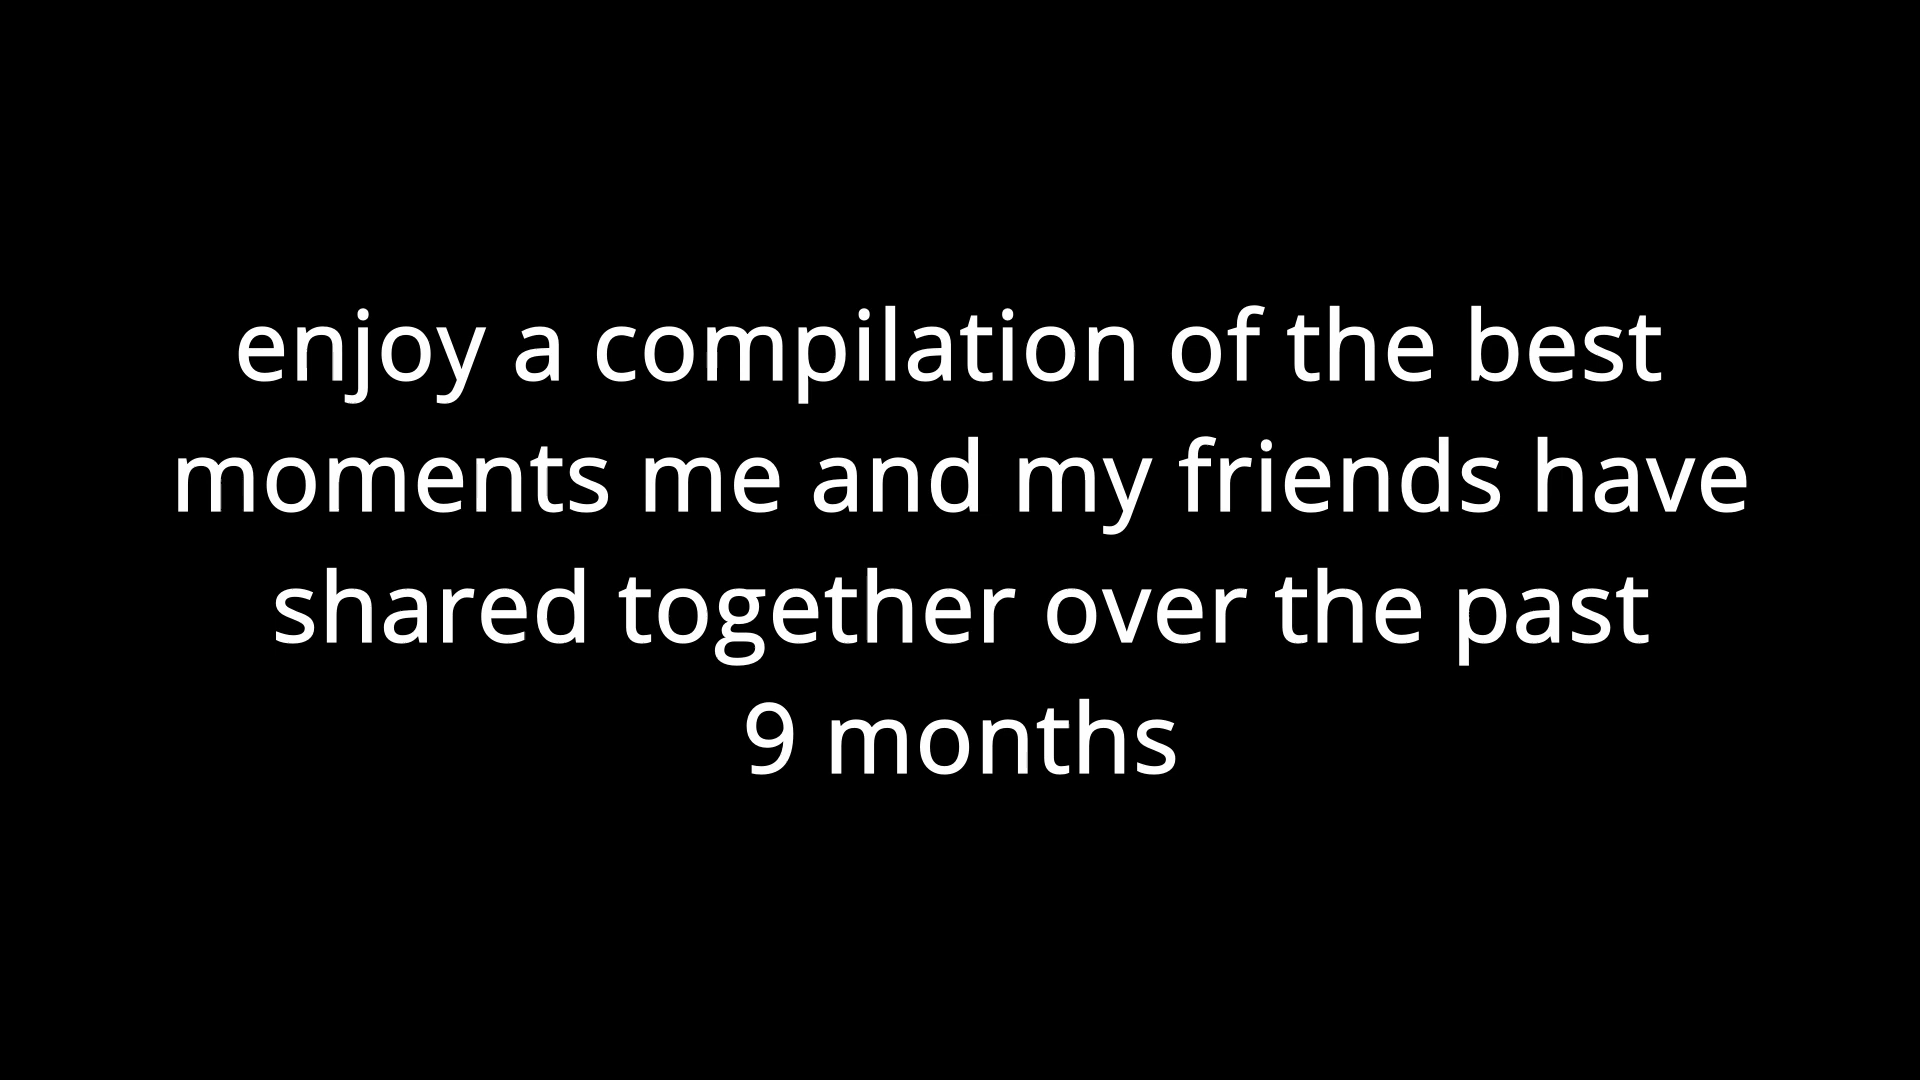 enjoy a compilation of the best
moments me and my friends have
shared together over the past
9 months